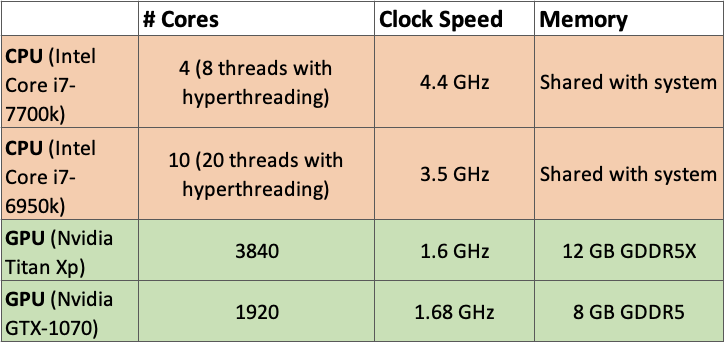 # Cores Clock Speed Memory
CPU (Intel
Core i7-
7700k)
4 (8 threads with
hyperthreading)
4.4 GHz
Shared with system
CPU (Intel
Core i7-
6950k)
10 (20 threads with
hyperthreading)
3.5 GHz
Shared with system
GPU (Nvidia
Titan Xp)
3840
1.6 GHz
12 GB GDDR5X
GPU (Nvidia
GTX-1070)
1920
1.68 GHz
8 GB GDDR5